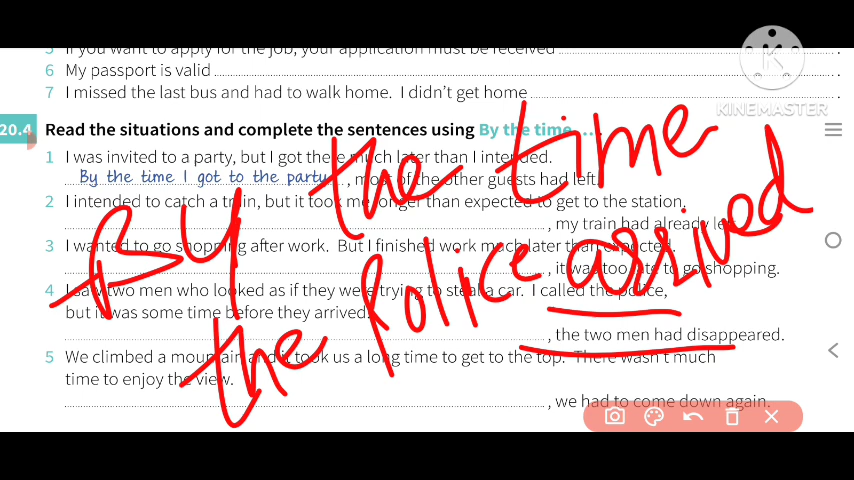 5 If you want to apply for the job, your application must be received
6 My passport is valid
7 I missed the last bus and had to walk home. I didn't get home
KINEMASTER
20.4 Read the situations and complete the sentences using By the time ... .
1 I was invited to a party, but I got there much later than I intended.
By the time I got to the party , most of the other guests had left.
2 I intended to catch a train, but it took me longer than expected to get to the station.
, my train had already left.
3 I wanted to go shopping after work. But I finished work much later than expected.
, it was too late to go shopping.
4 I saw two men who looked as if they were trying to steal a car. I called the police,
but it was some time before they arrived.
, the two men had disappeared.
5 We climbed a mountain and it took us a long time to get to the top. There wasn't much
time to enjoy the view.
, we had to come down again.
By the time
the Police arrived